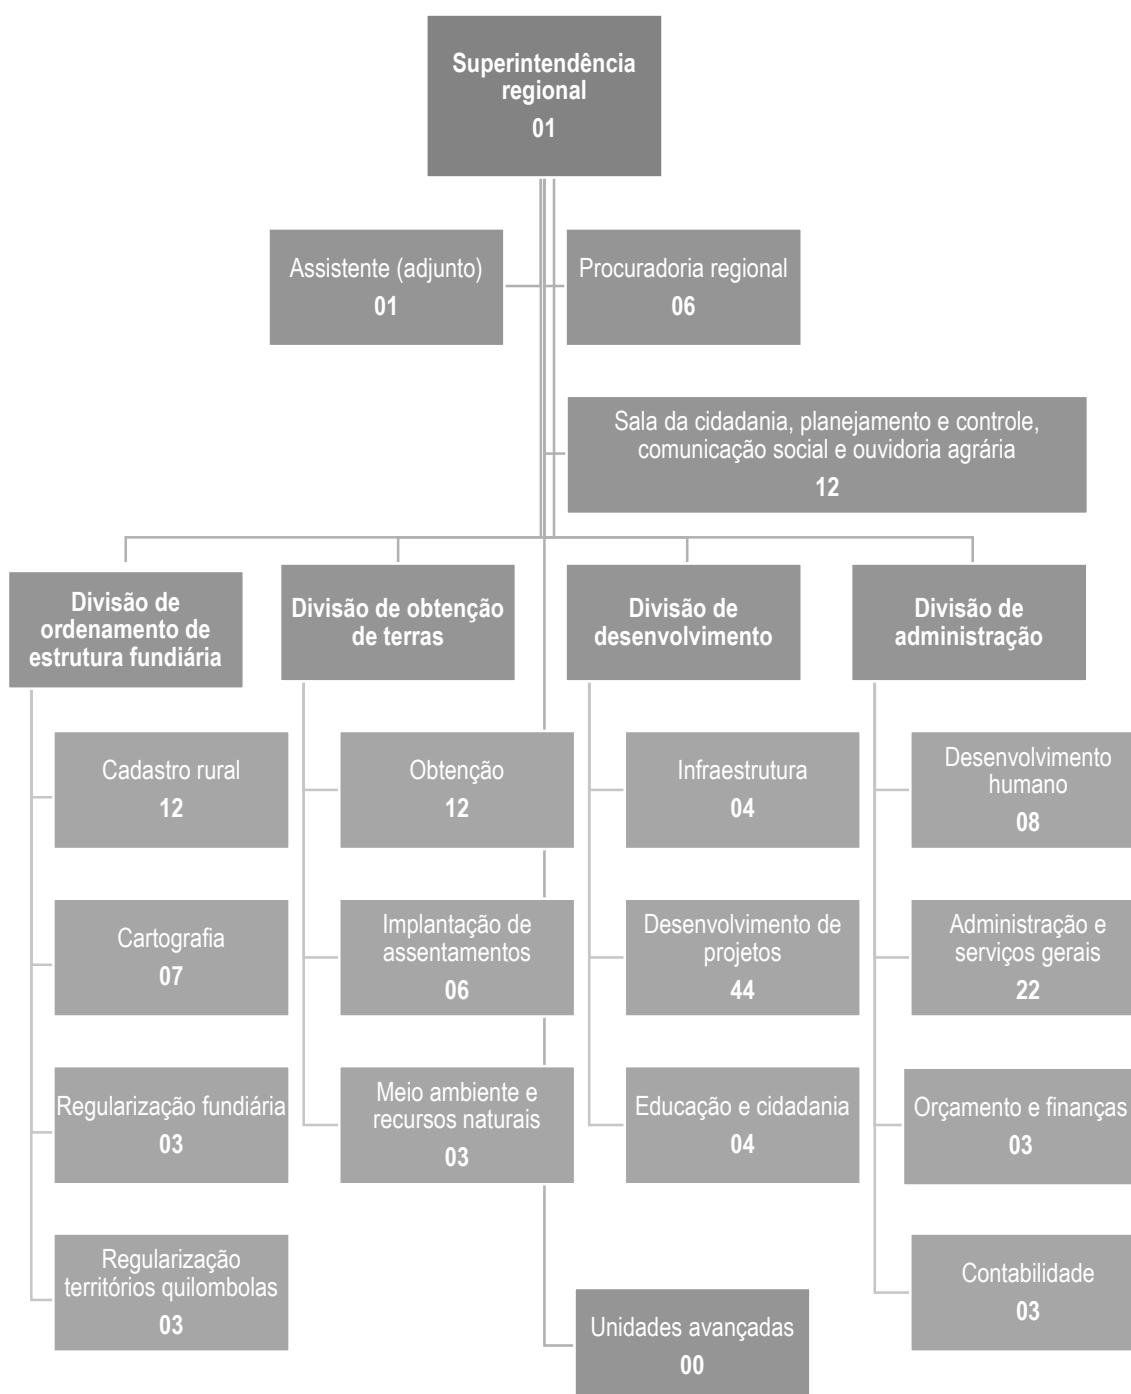 Superintendência
regional
01
Assistente (adjunto)
01
Procuradoria regional
06
Sala da cidadania, planejamento e controle,
comunicação social e ouvidoria agrária
12
Divisão de
ordenamento de
estrutura fundiária
Divisão de obtenção
de terras
Divisão de
desenvolvimento
Divisão de
administração
Cadastro rural
12
Obtenção
12
Infraestrutura
04
Desenvolvimento
humano
08
Cartografia
07
Implantação de
assentamentos
06
Desenvolvimento de
projetos
44
Administração e
serviços gerais
22
Regularização fundiária
03
Meio ambiente e
recursos naturais
03
Educação e cidadania
04
Orçamento e finanças
03
Regularização
territórios quilombolas
03
Unidades avançadas
00
Contabilidade
03